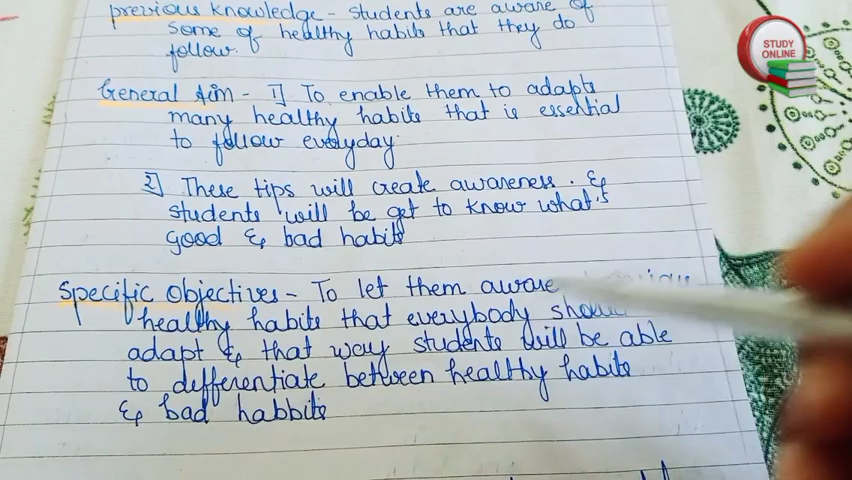 previous knowledge - students are aware of
some of healthy habits that they do
follow.
General Aim - 1] To enable them to adapts
many healthy habits that is essential
to follow everyday.
2] These tips will create awareness. &
students will be get to know what's
good & bad habits
Specific Objectives - To let them aware
healthy habits that everybody should
adapt & that way students will be able
to differentiate between healthy habits
& bad habbits
STUDY
ONLINE